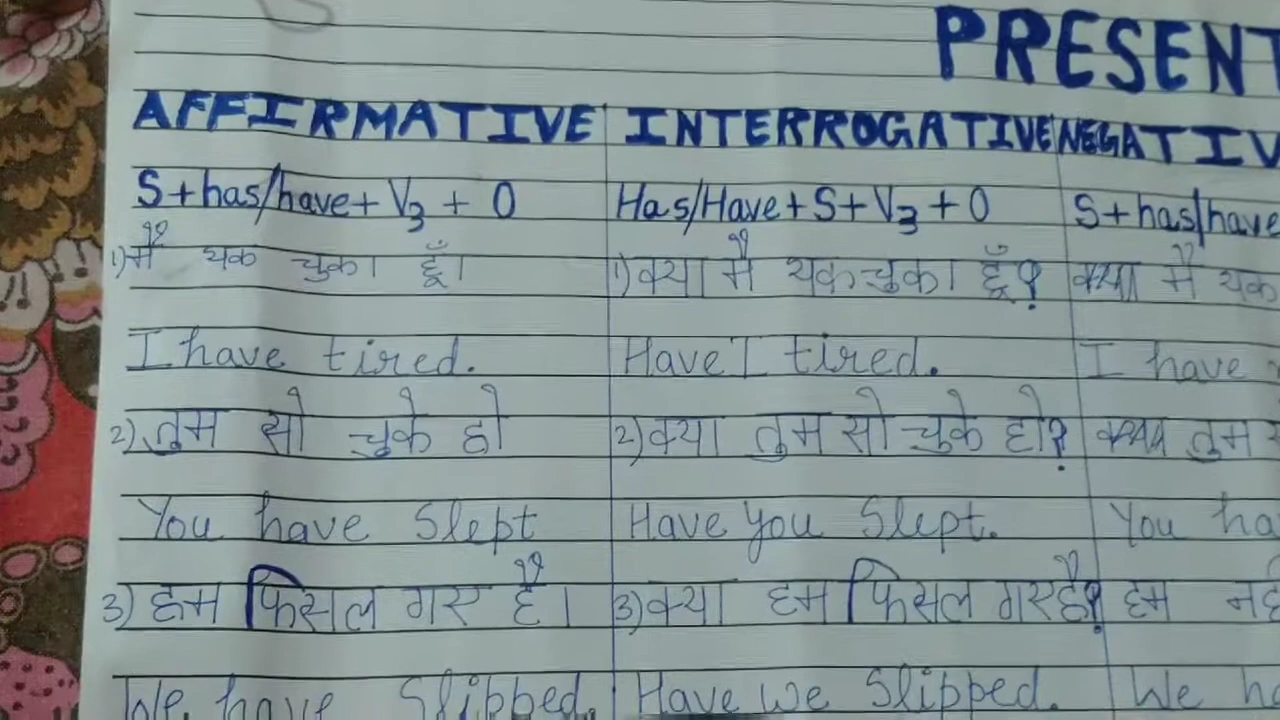 PRESENT
AFFIRMATIVE INTERROGATIVE NEGATIV
S+has/have+V3+O Has/Have+S+V3+O S+has/have
1) मैं थक चुका हूँ। 1) क्या मैं थक चुका हूँ? क्या मैं थक
I have tired. Have I tired. I have
2) तुम सो चुके हो 2) क्या तुम सो चुके हो? क्या तुम
You have Slept Have you Slept. You ha
3) हम फिसल गए हैं। 3) क्या हम फिसल गए हैं? हम नह
We have Slipped. Have we Slipped. We ha